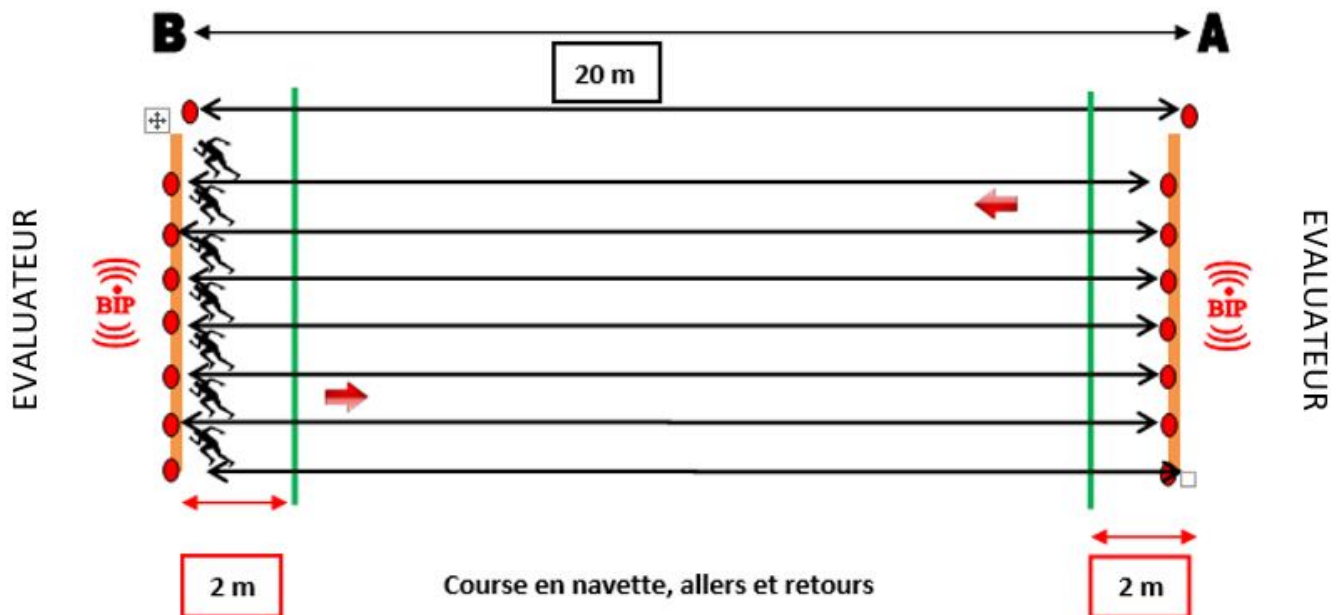 B
A
20 m
EVALUATEUR
BIP
BIP
EVALUATEUR
2 m
Course en navette, allers et retours
2 m